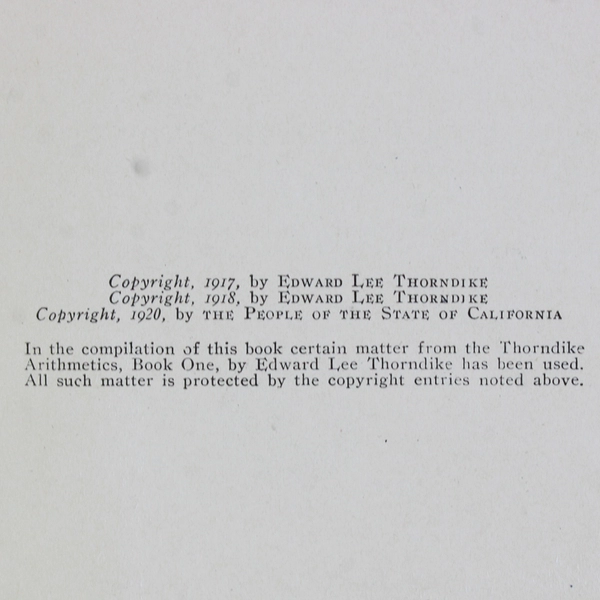 Copyright, 1917, by Edward Lee Thorndike
Copyright, 1918, by Edward Lee Thorndike
Copyright, 1920, by the People of the State of California
In the compilation of this book certain matter from the Thorndike
Arithmetics, Book One, by Edward Lee Thorndike has been used.
All such matter is protected by the copyright entries noted above.